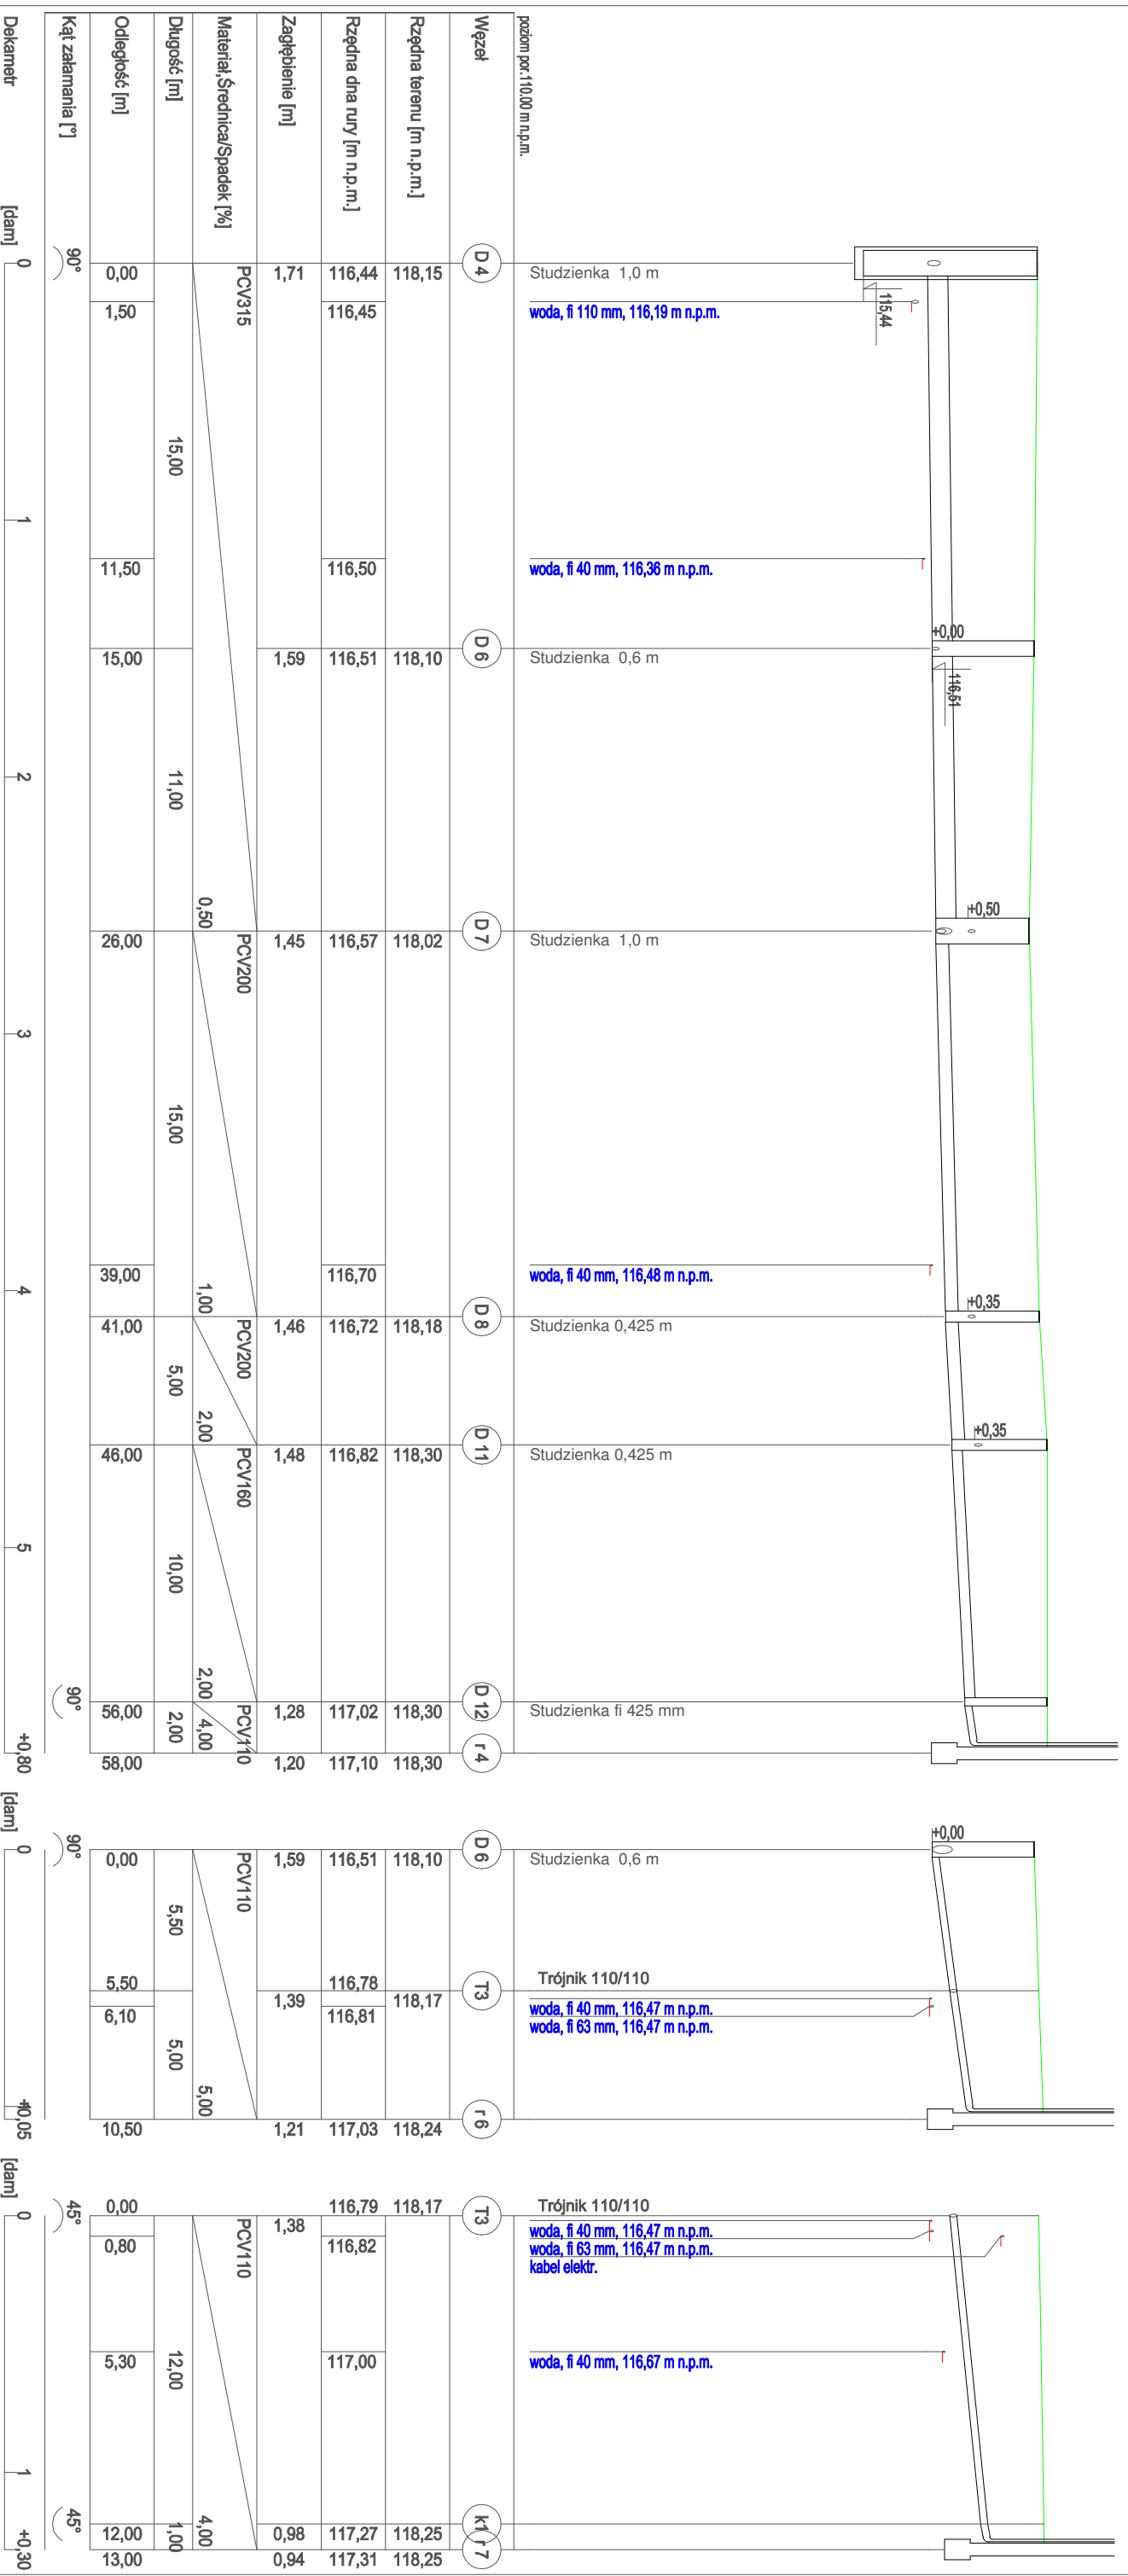 115,44
+0,00
116,51
+0,50
+0,35
+0,35
+0,00
poziom por.110.00 m n.p.m.
Studzienka 1,0 m
woda, fi 110 mm, 116,19 m n.p.m.
woda, fi 40 mm, 116,36 m n.p.m.
Studzienka 0,6 m
Studzienka 1,0 m
woda, fi 40 mm, 116,48 m n.p.m.
Studzienka 0,425 m
Studzienka 0,425 m
Studzienka fi 425 mm
Studzienka 0,6 m
Trójnik 110/110
woda, fi 40 mm, 116,47 m n.p.m.
woda, fi 63 mm, 116,47 m n.p.m.
Trójnik 110/110
woda, fi 40 mm, 116,47 m n.p.m.
woda, fi 63 mm, 116,47 m n.p.m.
kabel elektr.
woda, fi 40 mm, 116,67 m n.p.m.
Węzeł D 4 D 6 D 7 D 8 D 11 D 12 r 4 D 6 T3 r 6 T3 k1 r 7
Rzędna terenu [m n.p.m.] 118,15 118,10 118,02 118,18 118,30 118,30 118,30 118,10 118,17 118,24 118,17 118,25 118,25
Rzędna dna rury [m n.p.m.] 116,44 116,45 116,50 116,51 116,57 116,70 116,72 116,82 117,02 117,10 116,51 116,78 116,81 117,03 116,79 116,82 117,00 117,27 117,31
Zagłębienie [m] 1,71 1,59 1,45 1,46 1,48 1,28 1,20 1,59 1,39 1,21 1,38 0,98 0,94
Materiał,Średnica/Spadek [%] PCV315 0,50 PCV200 1,00 PCV200 2,00 PCV160 2,00 PCV110 4,00 PCV110 5,00 PCV110 4,00
Długość [m] 15,00 11,00 15,00 5,00 10,00 2,00 5,50 5,00 12,00 1,00
Odległość [m] 0,00 1,50 11,50 15,00 26,00 39,00 41,00 46,00 56,00 58,00 0,00 5,50 6,10 10,50 0,00 0,80 5,30 12,00 13,00
Kąt załamania [°] 90° 90° 90° 45° 45°
Dekametr [dam] 0 1 2 3 4 5 +0,80 [dam] 0 +0,05 [dam] 0 1 +0,30